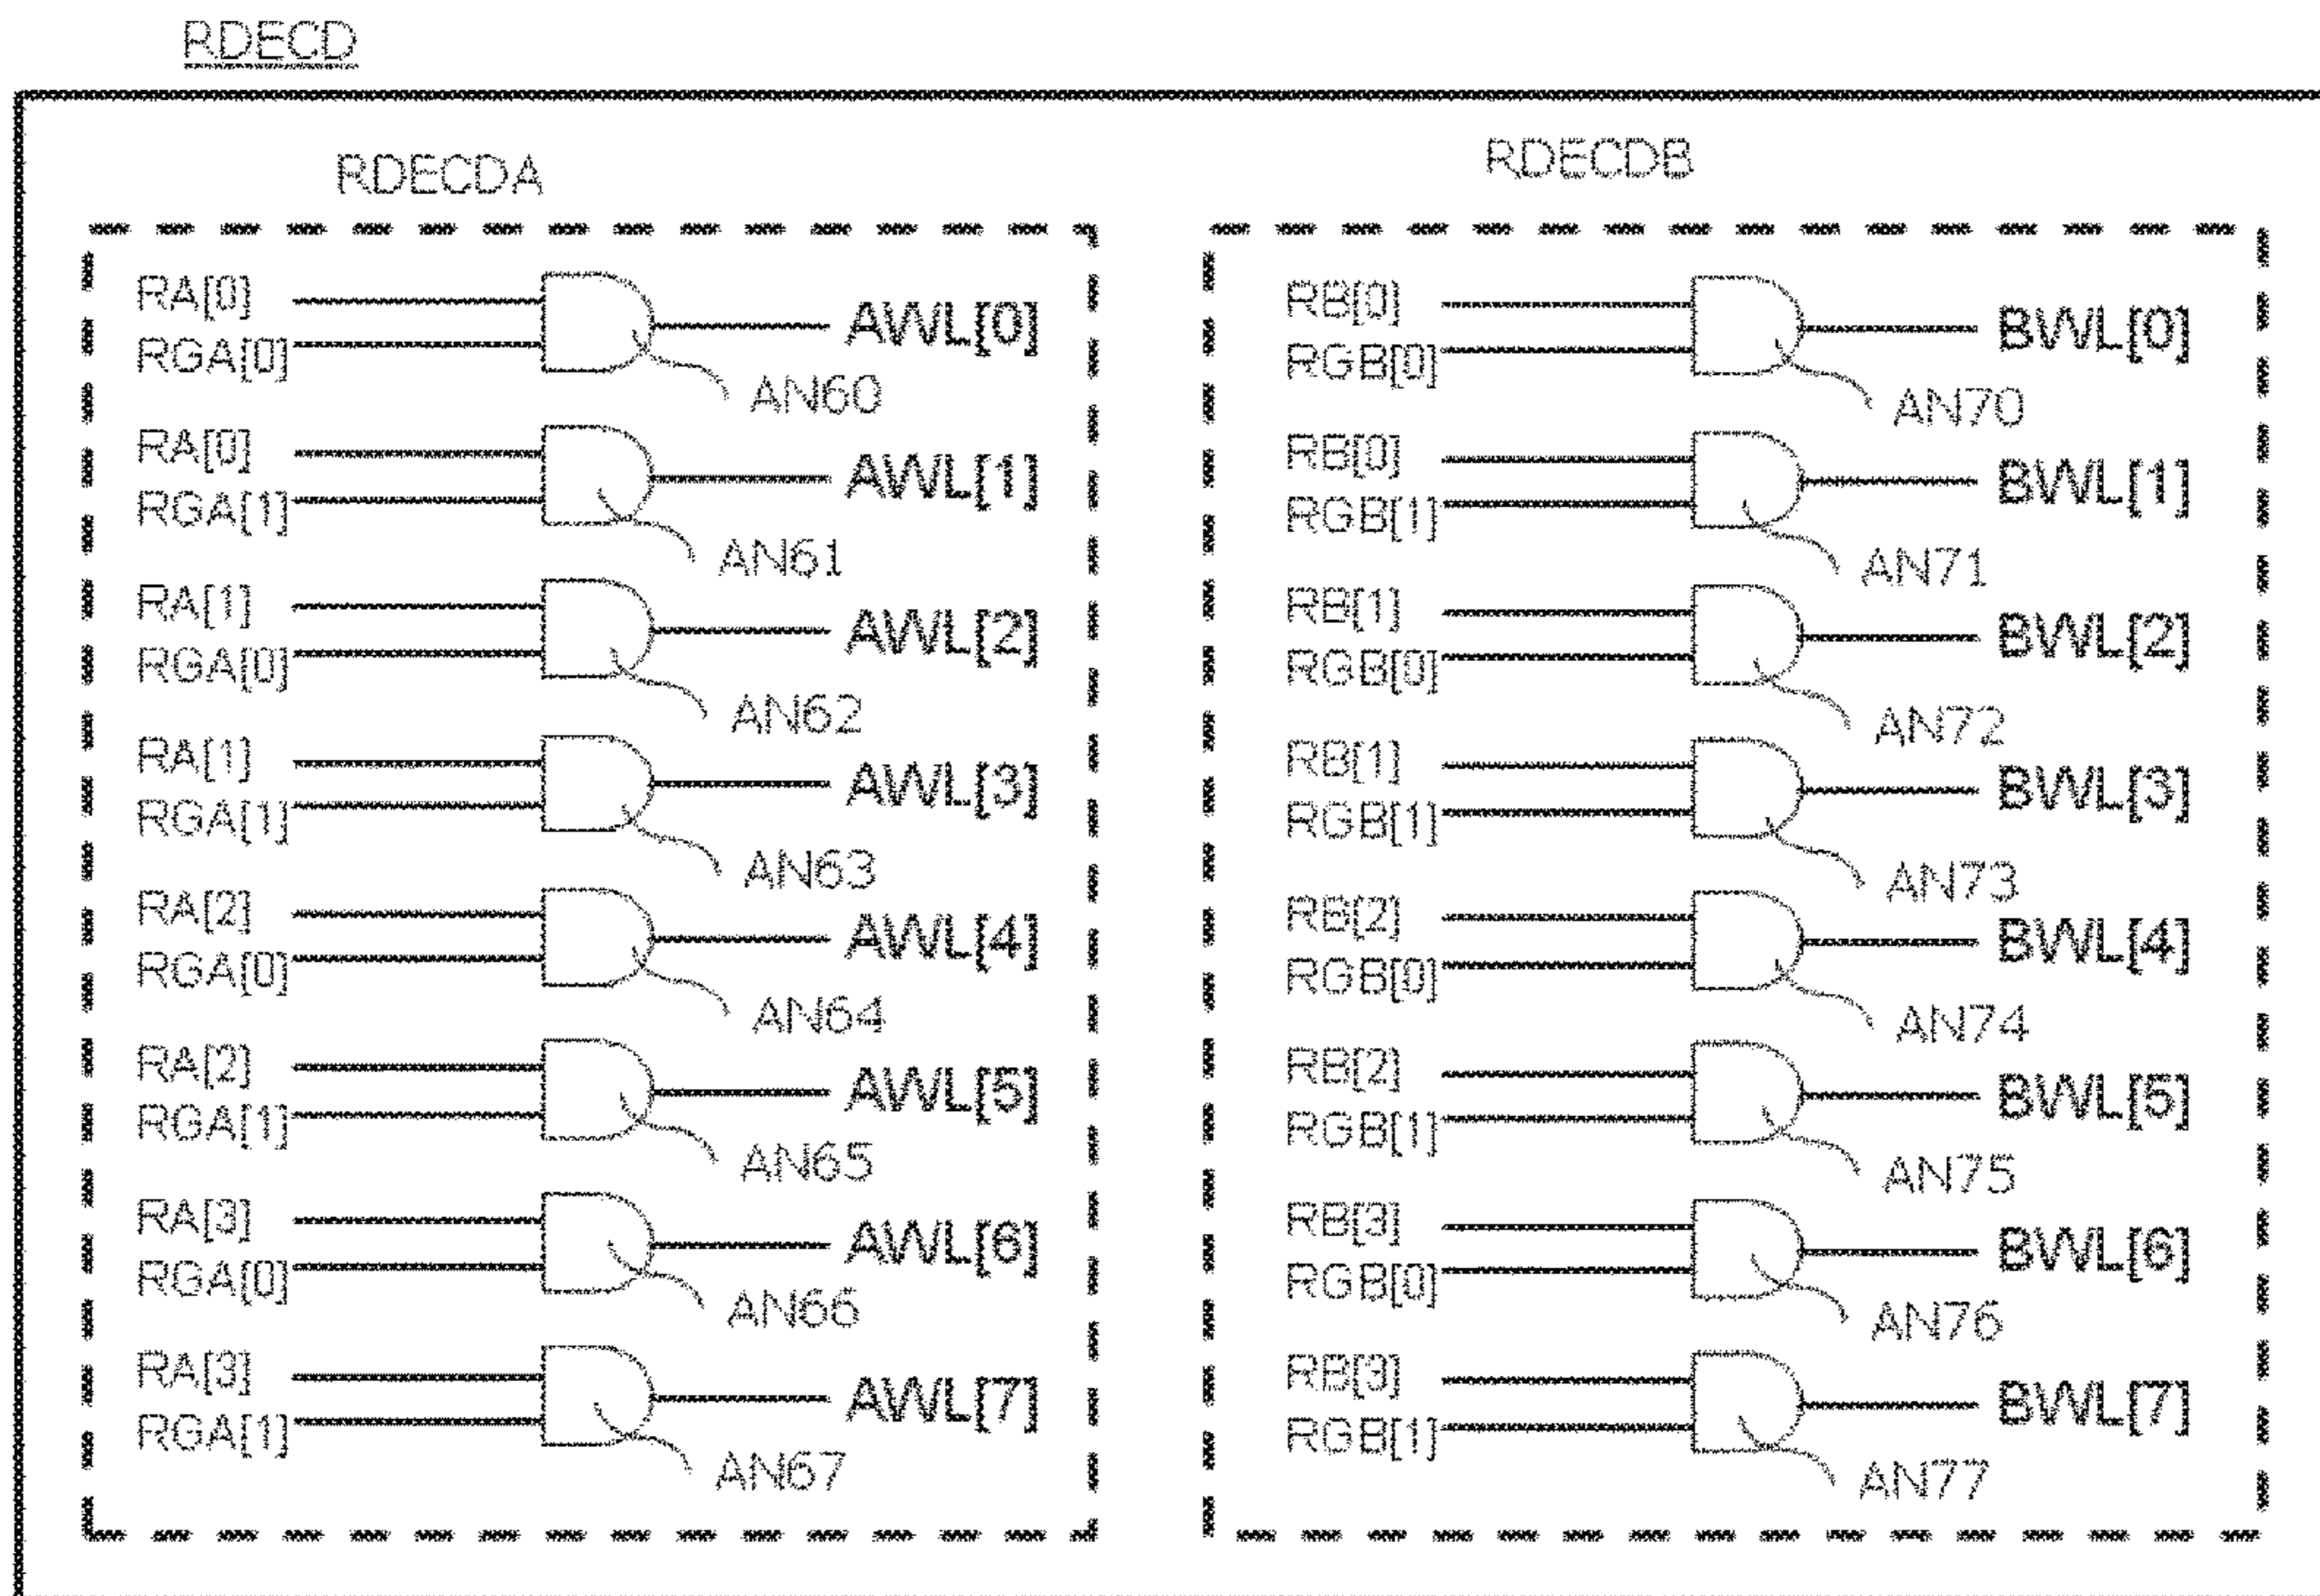 RDECD
RDECDA
RA[0]
RGA[0]
AWL[0]
AN60
RA[0]
RGA[1]
AWL[1]
AN61
RA[1]
RGA[0]
AWL[2]
AN62
RA[1]
RGA[1]
AWL[3]
AN63
RA[2]
RGA[0]
AWL[4]
AN64
RA[2]
RGA[1]
AWL[5]
AN65
RA[3]
RGA[0]
AWL[6]
AN66
RA[3]
RGA[1]
AWL[7]
AN67
RDECDB
RB[0]
RGB[0]
BWL[0]
AN70
RB[0]
RGB[1]
BWL[1]
AN71
RB[1]
RGB[0]
BWL[2]
AN72
RB[1]
RGB[1]
BWL[3]
AN73
RB[2]
RGB[0]
BWL[4]
AN74
RB[2]
RGB[1]
BWL[5]
AN75
RB[3]
RGB[0]
BWL[6]
AN76
RB[3]
RGB[1]
BWL[7]
AN77